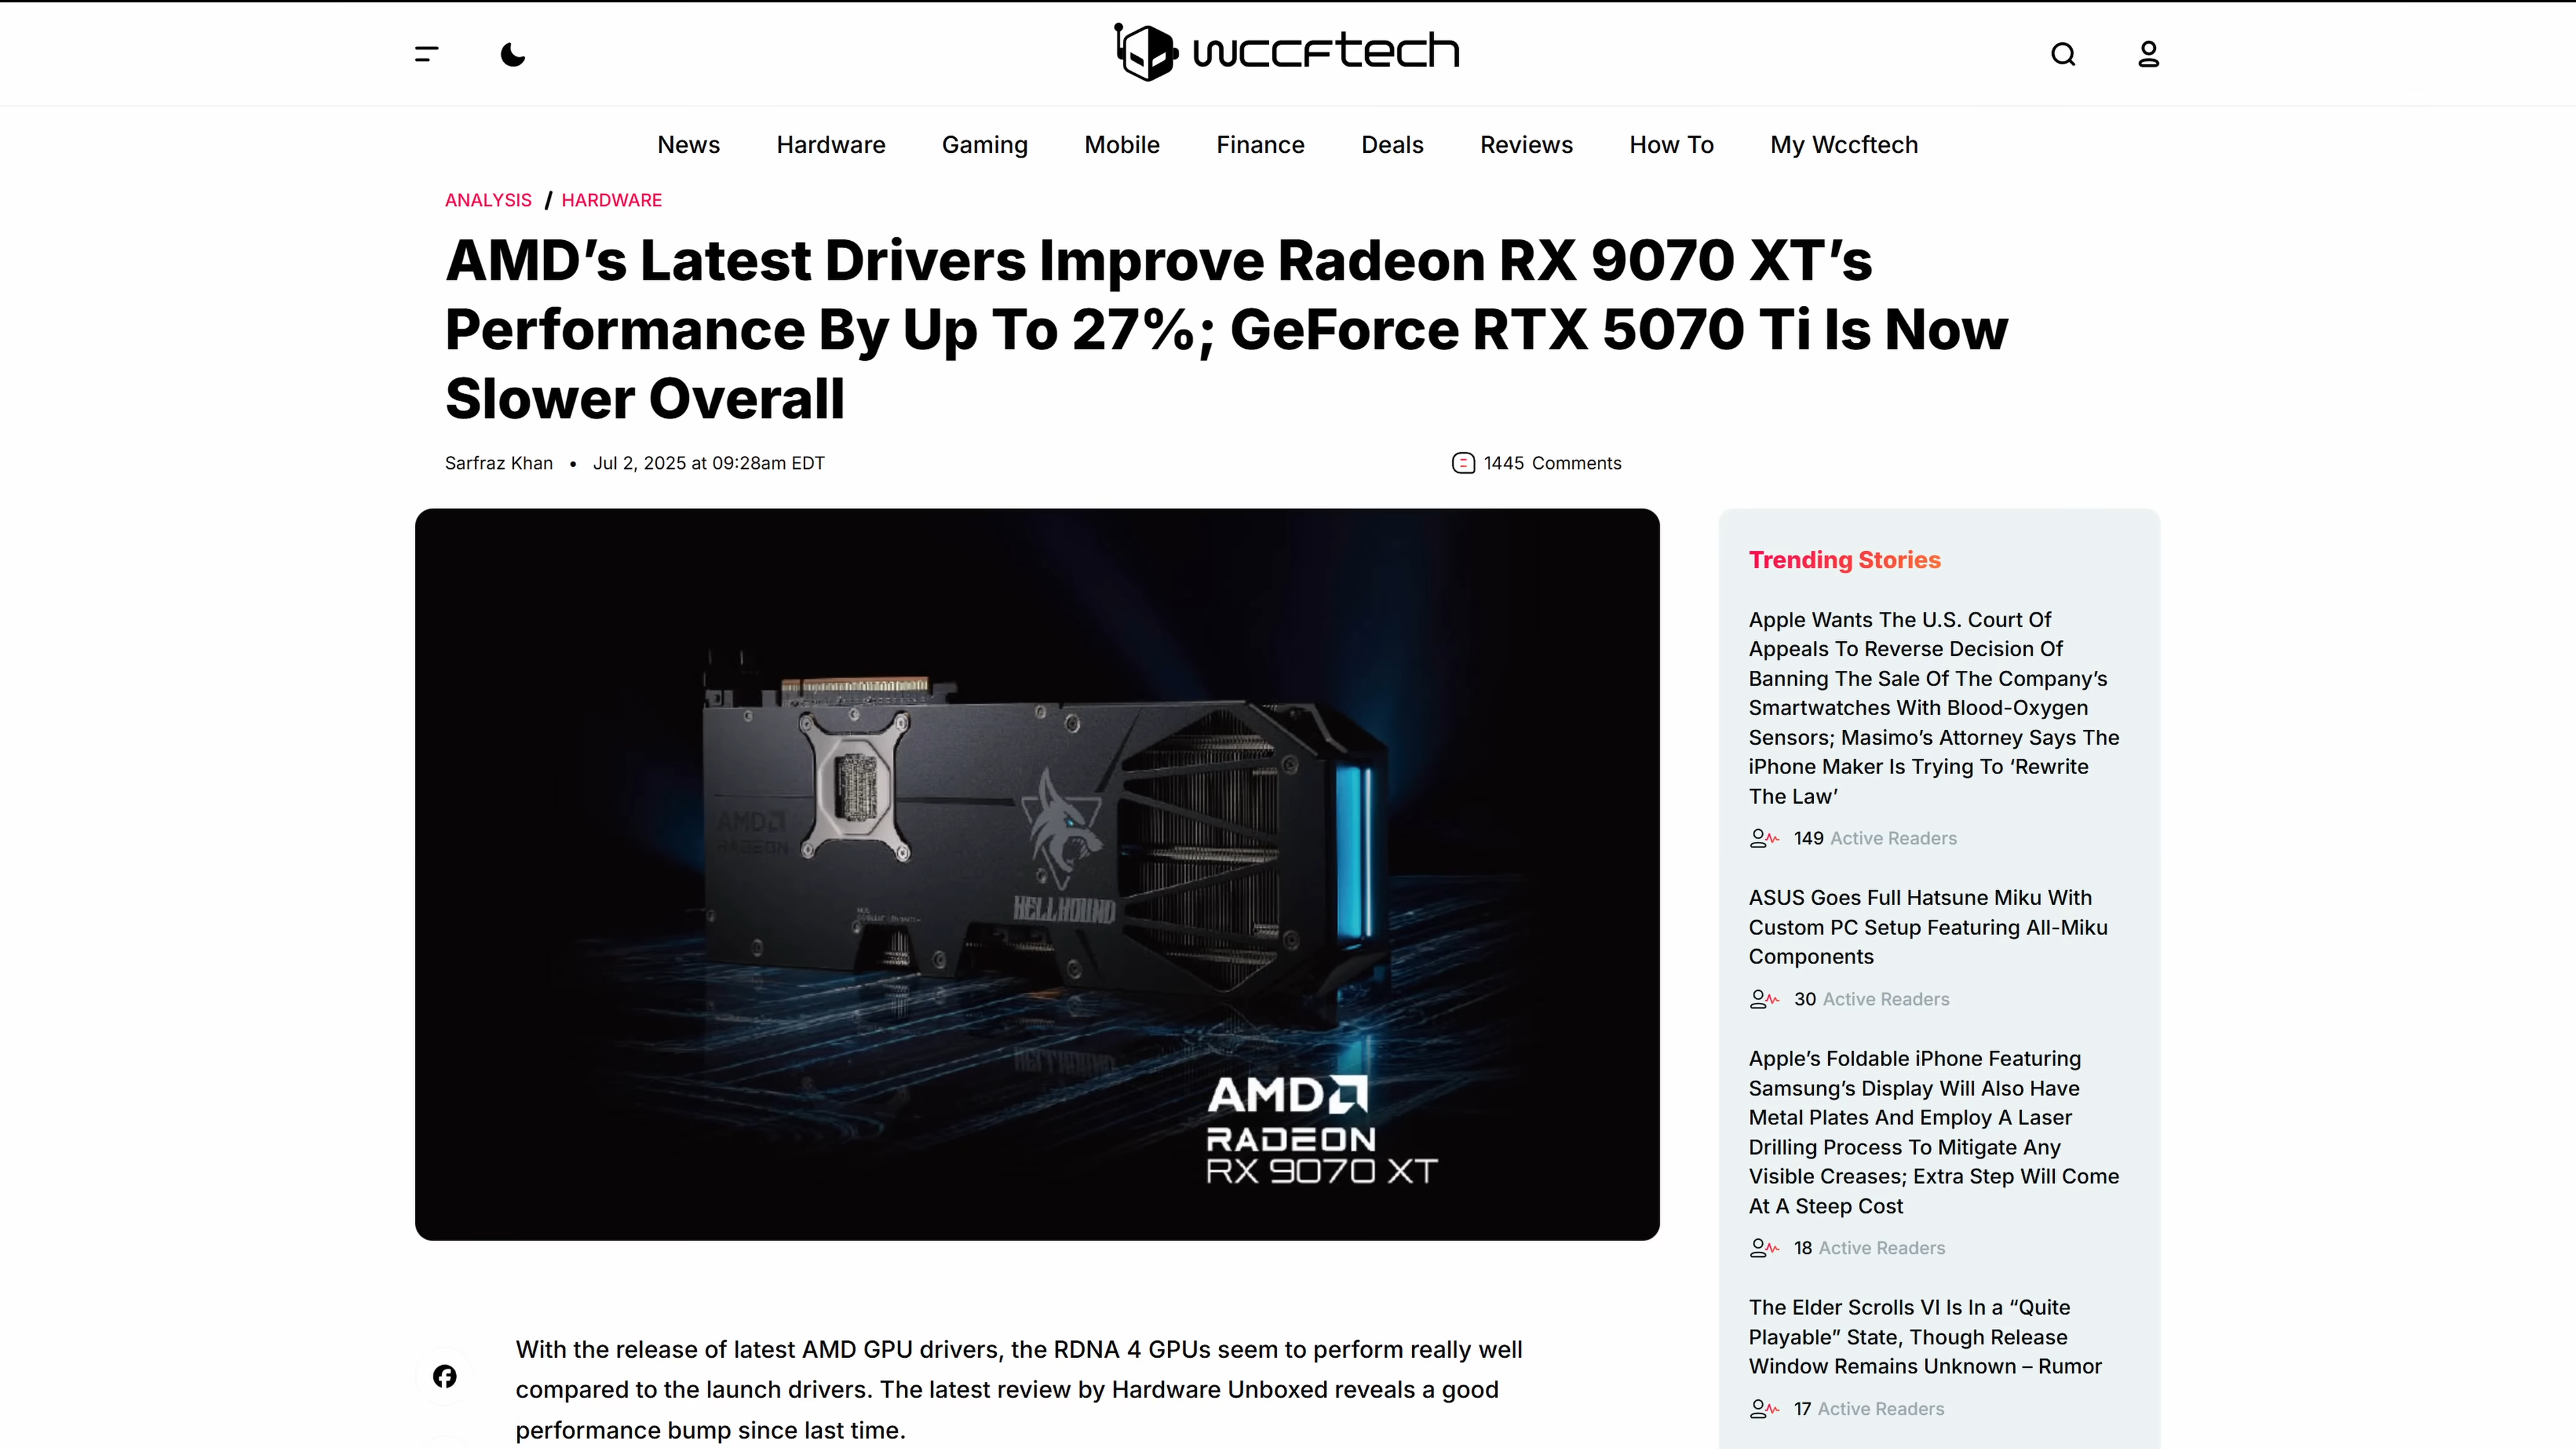 wccftech
News Hardware Gaming Mobile Finance Deals Reviews How To My Wccftech
ANALYSIS / HARDWARE
AMD’s Latest Drivers Improve Radeon RX 9070 XT’s
Performance By Up To 27%; GeForce RTX 5070 Ti Is Now
Slower Overall
Sarfraz Khan • Jul 2, 2025 at 09:28am EDT
1445 Comments
AMD
RADEON
HELLHOUND
AMD
RADEON
RX 9070 XT
With the release of latest AMD GPU drivers, the RDNA 4 GPUs seem to perform really well
compared to the launch drivers. The latest review by Hardware Unboxed reveals a good
performance bump since last time.
Trending Stories
Apple Wants The U.S. Court Of
Appeals To Reverse Decision Of
Banning The Sale Of The Company’s
Smartwatches With Blood-Oxygen
Sensors; Masimo’s Attorney Says The
iPhone Maker Is Trying To ‘Rewrite
The Law’
149 Active Readers
ASUS Goes Full Hatsune Miku With
Custom PC Setup Featuring All-Miku
Components
30 Active Readers
Apple’s Foldable iPhone Featuring
Samsung’s Display Will Also Have
Metal Plates And Employ A Laser
Drilling Process To Mitigate Any
Visible Creases; Extra Step Will Come
At A Steep Cost
18 Active Readers
The Elder Scrolls VI Is In a “Quite
Playable” State, Though Release
Window Remains Unknown – Rumor
17 Active Readers